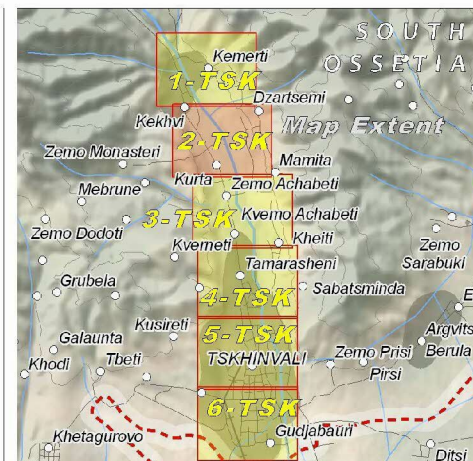 SOUTH
OSSETIA
Kemerti
1-TSK
Kekhvi
Dzartsemi
2-TSK
Map Extent
Zemo Monasteri
Mamita
Kurta
Zemo Achabeti
Mebrune
3-TSK
Kvemo Achabeti
Zemo Dodoti
Kheiti
Kverneti
Zemo
Sarabuki
Tamarasheni
Grubela
4-TSK
Sabatsminda
Kusireti
5-TSK
Argvits
Berula
Galaunta
Khodi
Tbeti
TSKHINVALI
Zemo Prisi
Pirsi
6-TSK
Khetagurovo
Gudjabauri
Ditsi